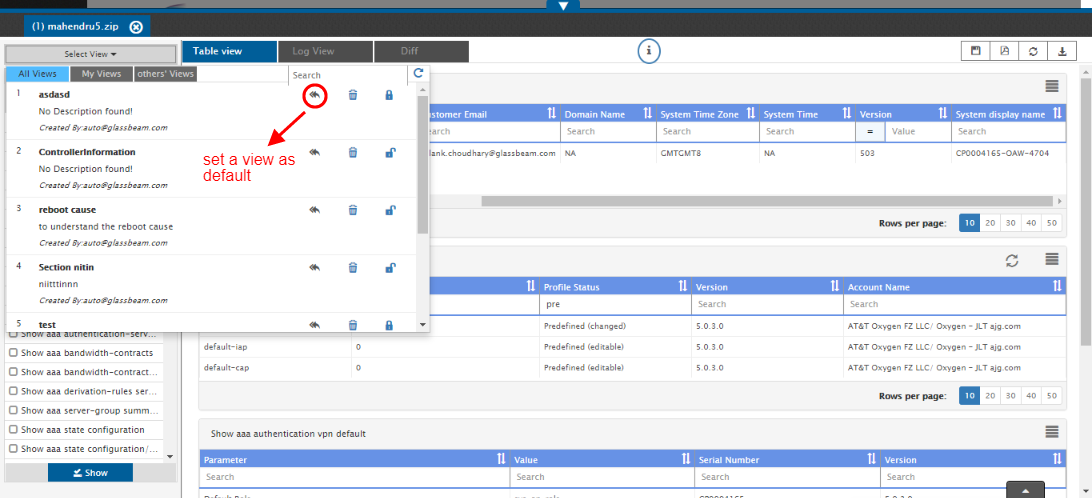 (1) mahendru5.zip
Select View
Table view
Log View
Diff
i
All Views
My Views
others' Views
Search
1
asdasd
No Description found!
Created By:auto@glassbeam.com
2
ControllerInformation
No Description found!
Created By:auto@glassbeam.com
3
reboot cause
to understand the reboot cause
Created By:auto@glassbeam.com
4
Section nitin
niitttinnn
Created By:auto@glassbeam.com
5
test
set a view as
default
Show aaa authentication-serv...
Show aaa bandwidth-contracts
Show aaa bandwidth-contract...
Show aaa derivation-rules ser...
Show aaa server-group summ...
Show aaa state configuration
Show aaa state configuration/...
Show
ustomer Email
Domain Name
System Time Zone
System Time
Version
System display name
earch
Search
Search
Search
=
Value
Search
lank.choudhary@glassbeam.com
NA
GMTGMT8
NA
503
CP0004165-OAW-4704
Rows per page:
10
20
30
40
50
Profile Status
Version
Account Name
pre
Search
Search
Predefined (changed)
5.0.3.0
AT&T Oxygen FZ LLC/ Oxygen - JLT ajg.com
default-iap
0
Predefined (editable)
5.0.3.0
AT&T Oxygen FZ LLC/ Oxygen - JLT ajg.com
default-cap
0
Predefined (editable)
5.0.3.0
AT&T Oxygen FZ LLC/ Oxygen - JLT ajg.com
Rows per page:
10
20
30
40
50
Show aaa authentication vpn default
Parameter
Value
Serial Number
Version
Search
Search
Search
Search